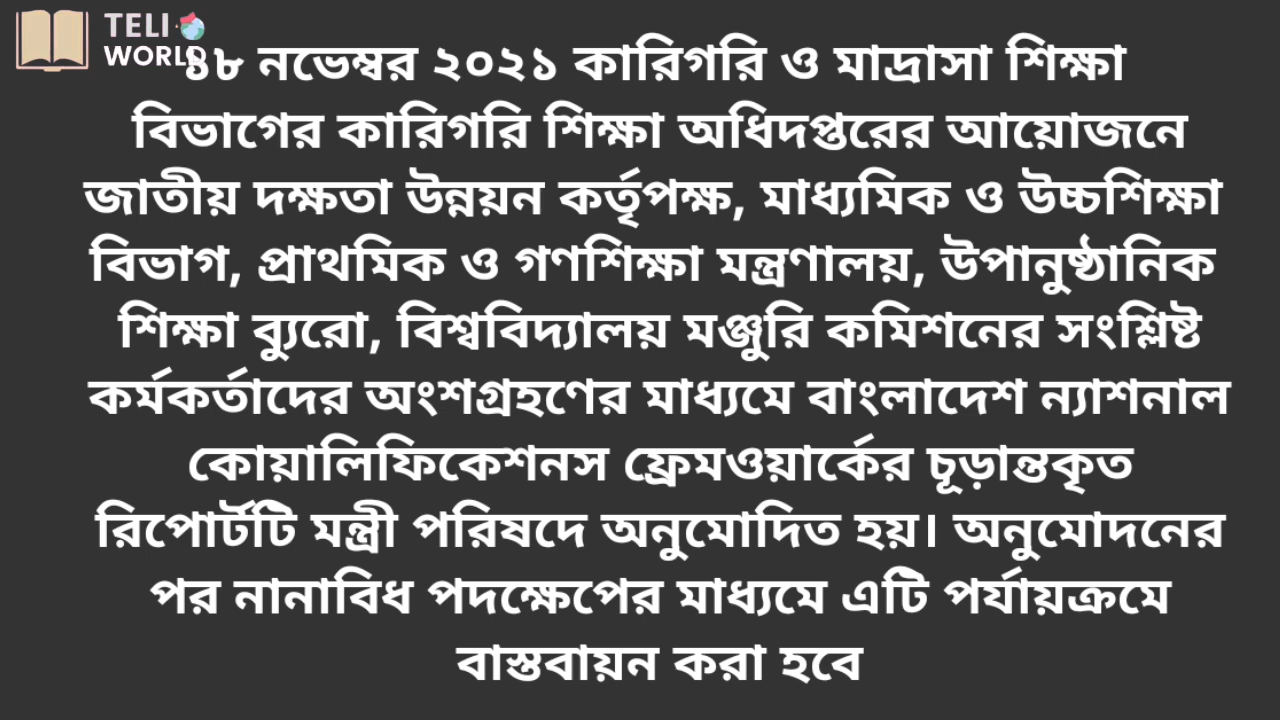 TELI
WORLD
১৮ নভেম্বর ২০২১ কারিগরি ও মাদ্রাসা শিক্ষা
বিভাগের কারিগরি শিক্ষা অধিদপ্তরের আয়োজনে
জাতীয় দক্ষতা উন্নয়ন কর্তৃপক্ষ, মাধ্যমিক ও উচ্চশিক্ষা
বিভাগ, প্রাথমিক ও গণশিক্ষা মন্ত্রণালয়, উপানুষ্ঠানিক
শিক্ষা ব্যুরো, বিশ্ববিদ্যালয় মঞ্জুরি কমিশনের সংশ্লিষ্ট
কর্মকর্তাদের অংশগ্রহণের মাধ্যমে বাংলাদেশ ন্যাশনাল
কোয়ালিফিকেশনস ফ্রেমওয়ার্কের চূড়ান্তকৃত
রিপোর্টটি মন্ত্রী পরিষদে অনুমোদিত হয়। অনুমোদনের
পর নানাবিধ পদক্ষেপের মাধ্যমে এটি পর্যায়ক্রমে
বাস্তবায়ন করা হবে